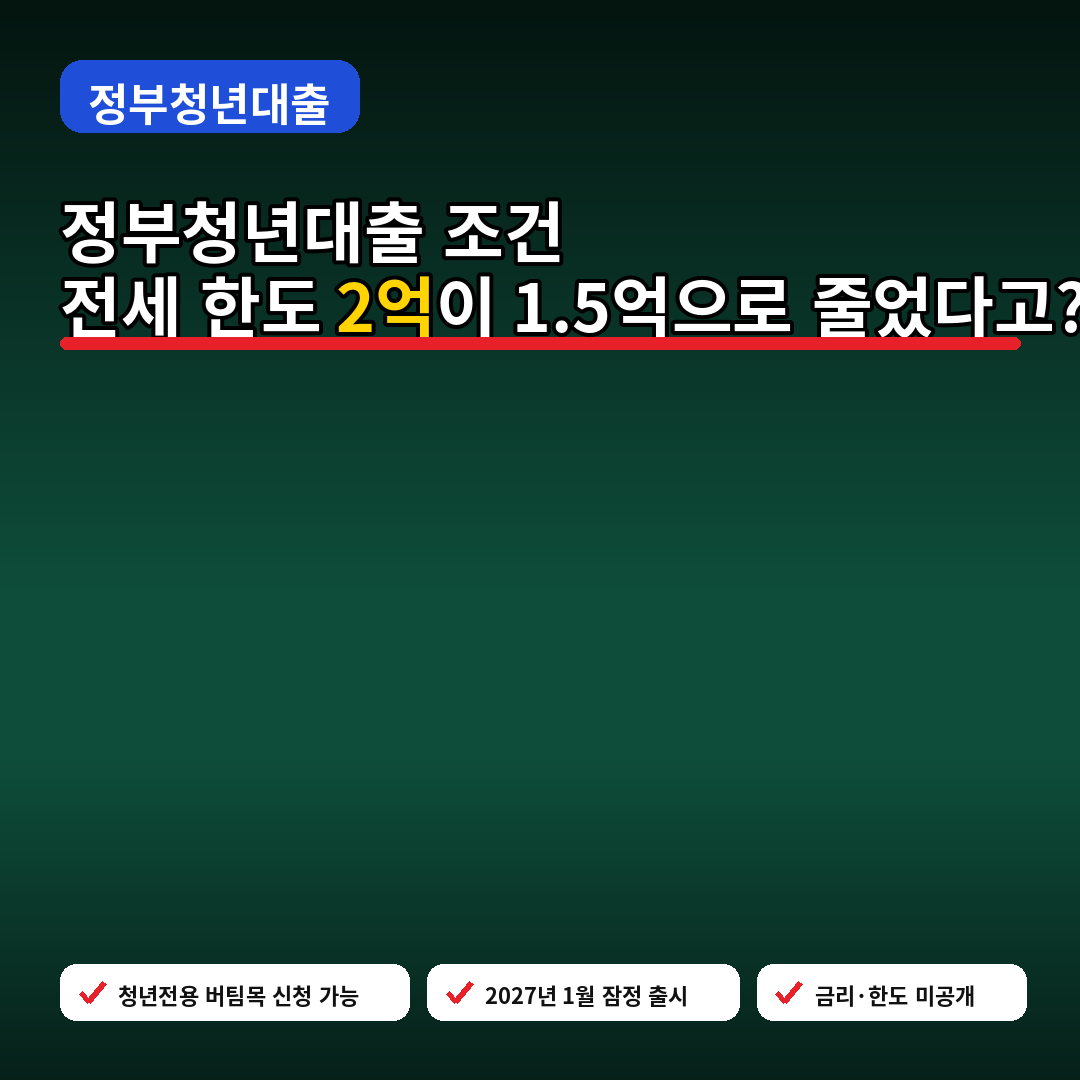 정부청년대출
정부청년대출 조건
전세 한도 2억이 1.5억으로 줄었다고?
청년전용 버팀목 신청 가능
2027년 1월 잠정 출시
금리·한도 미공개